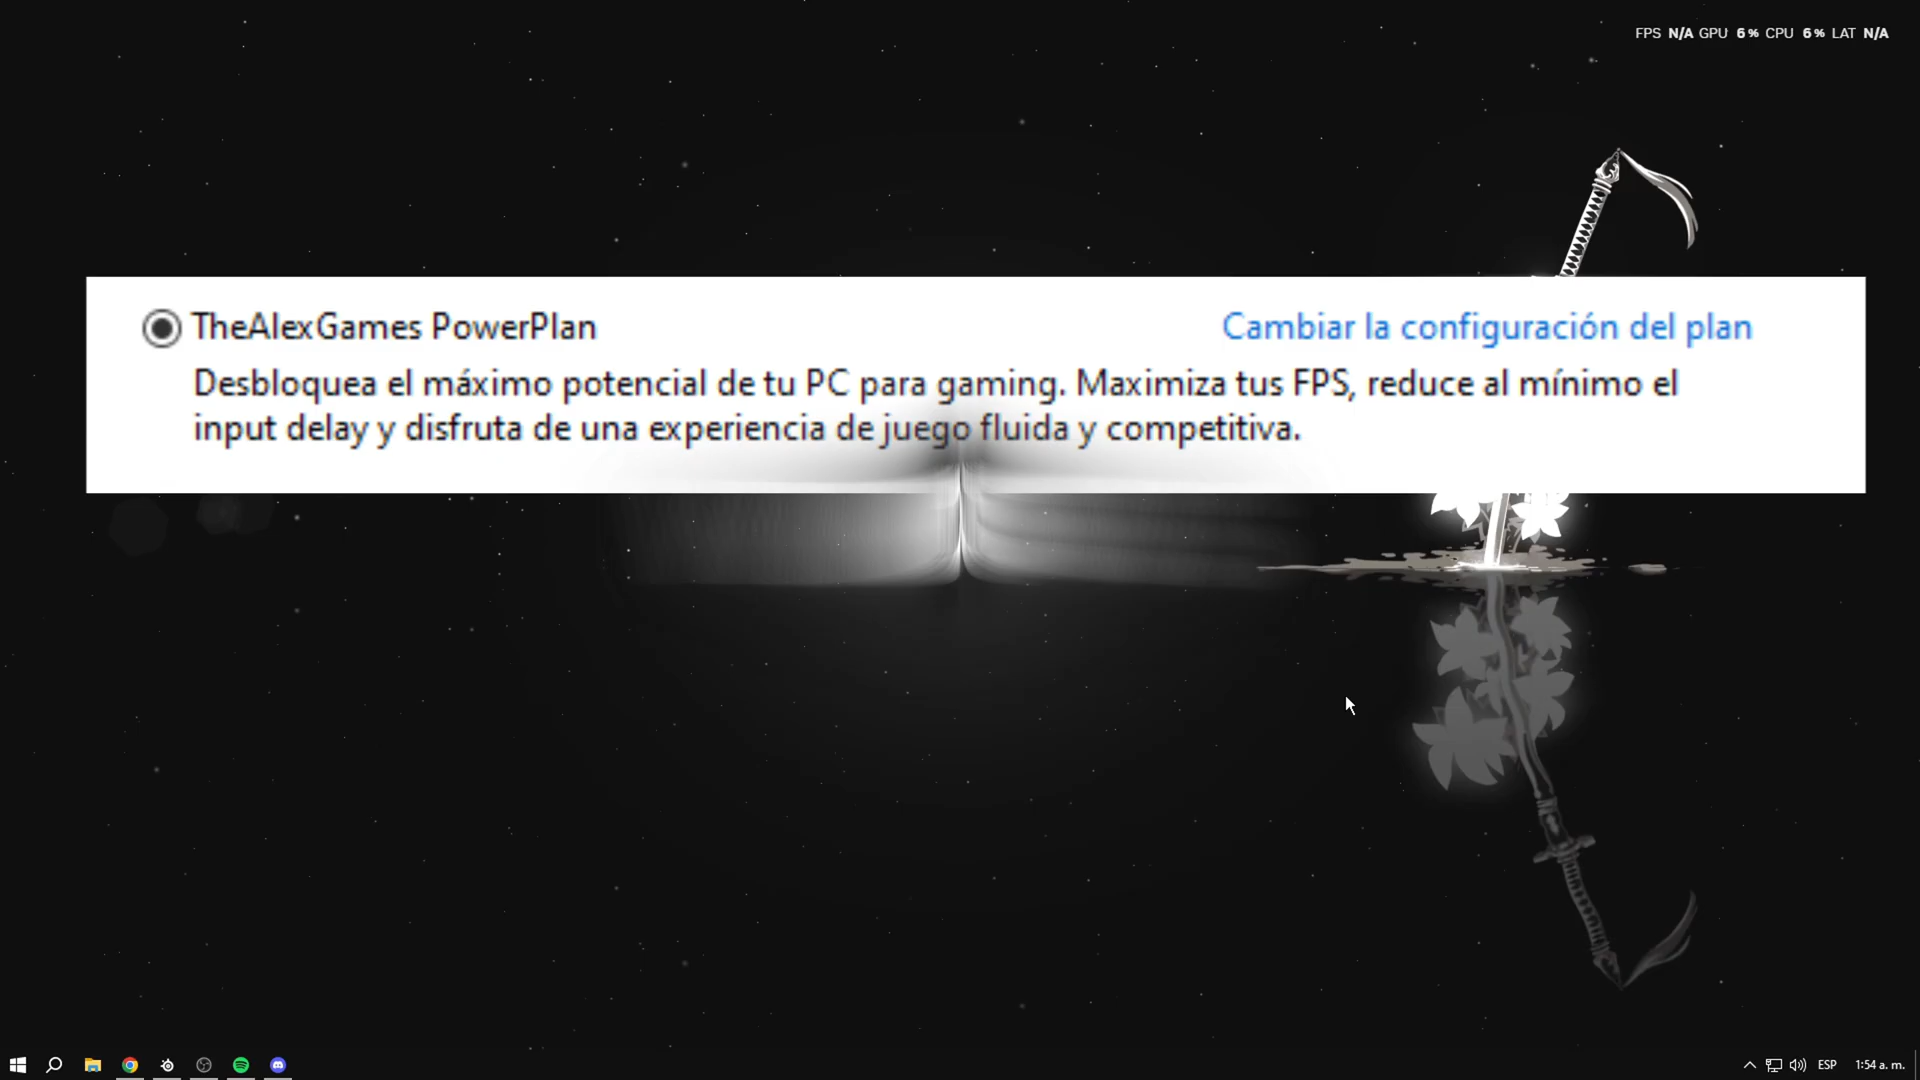 FPS N/A GPU 6% CPU 6% LAT N/A
TheAlexGames PowerPlan Cambiar la configuración del plan
Desbloquea el máximo potencial de tu PC para gaming. Maximiza tus FPS, reduce al mínimo el
input delay y disfruta de una experiencia de juego fluida y competitiva.
ESP 1:54 a. m.